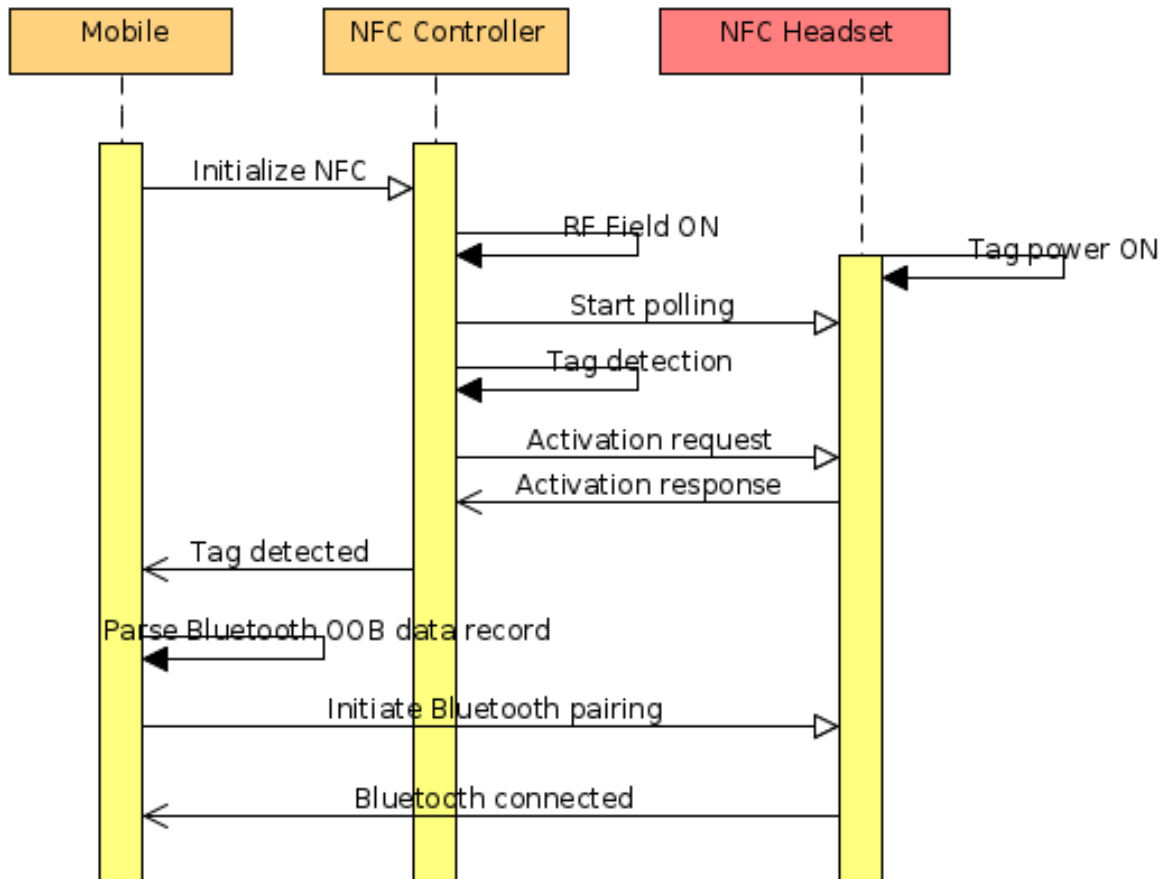 Mobile
NFC Controller
NFC Headset
Initialize NFC
RF Field ON
Tag power ON
Start polling
Tag detection
Activation request
Activation response
Tag detected
Parse Bluetooth OOB data record
Initiate Bluetooth pairing
Bluetooth connected